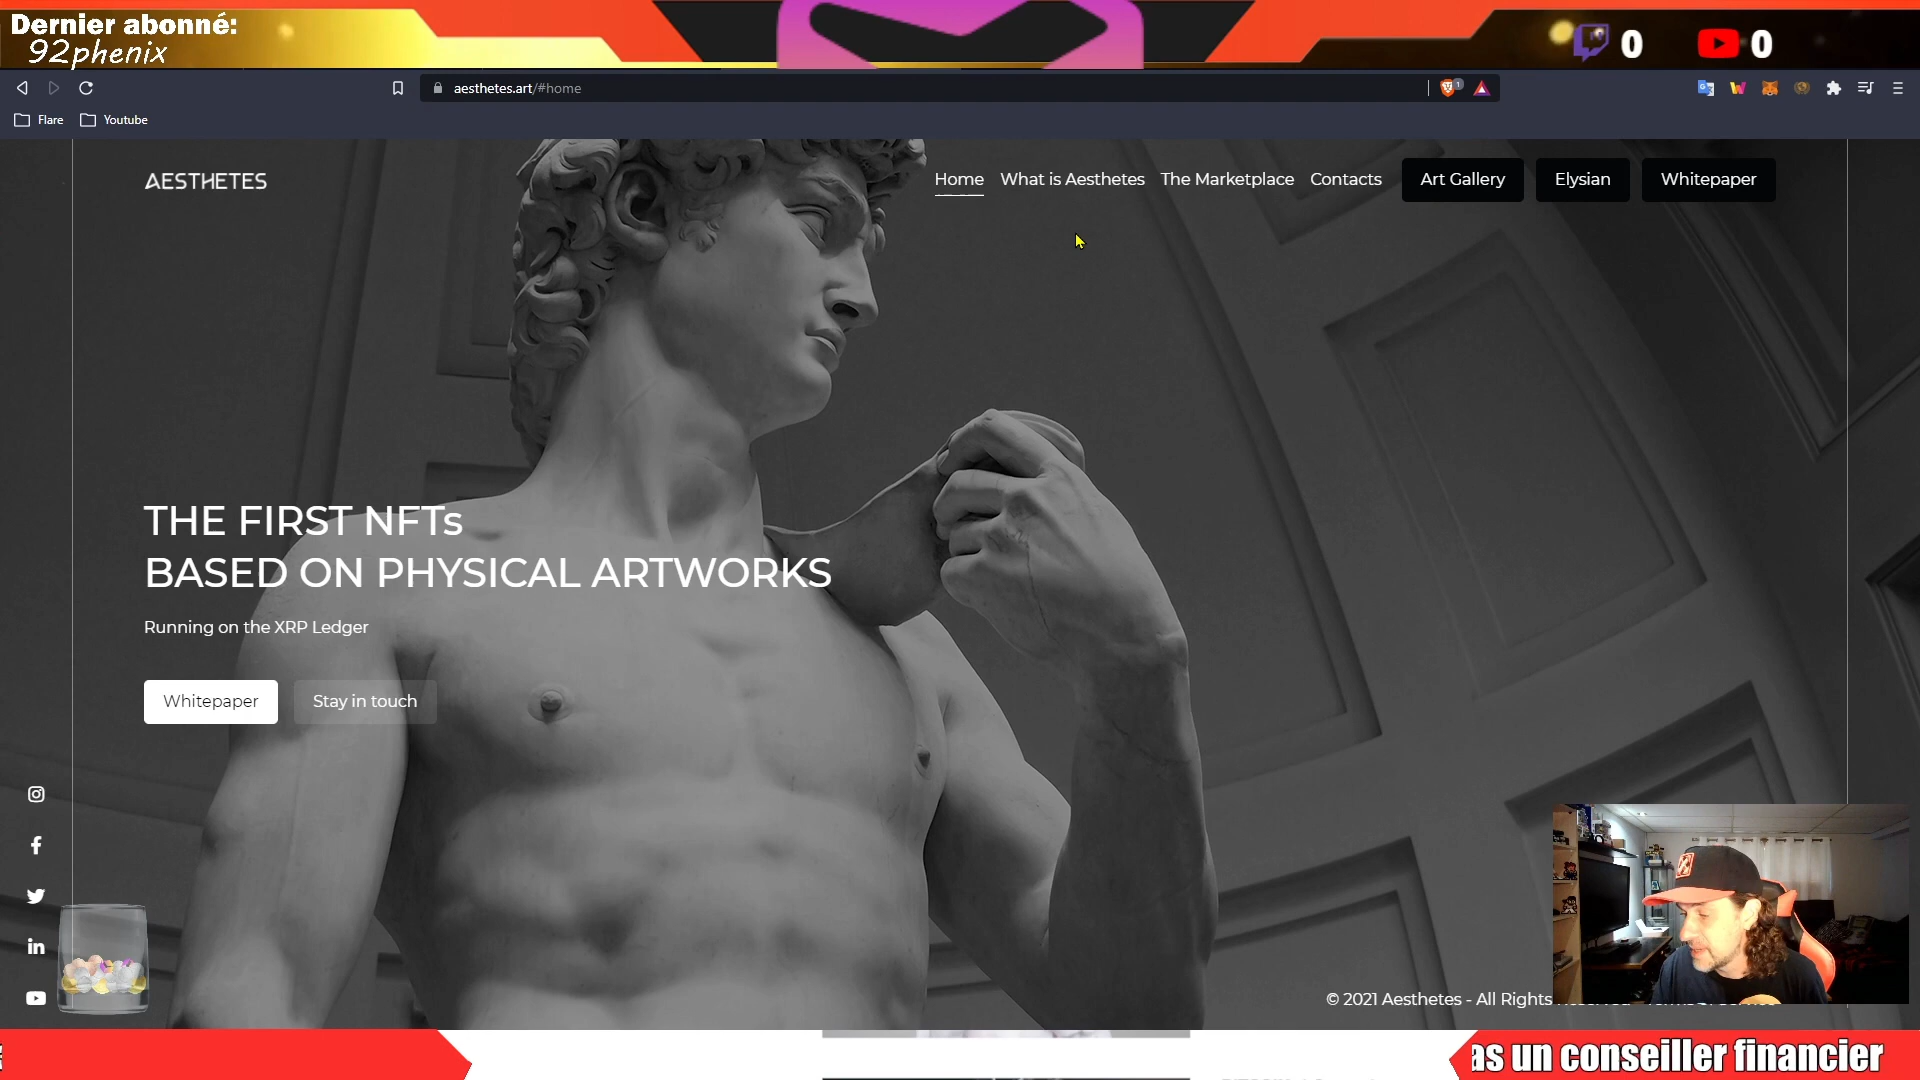 Dernier abonné:
92phenix
0
0
aesthetes.art/#home
1
Flare
Youtube
AESTHETES
Home
What is Aesthetes
The Marketplace
Contacts
Art Gallery
Elysian
Whitepaper
THE FIRST NFTs
BASED ON PHYSICAL ARTWORKS
Running on the XRP Ledger
Whitepaper
Stay in touch
© 2021 Aesthetes - All Rights
as un conseiller financier